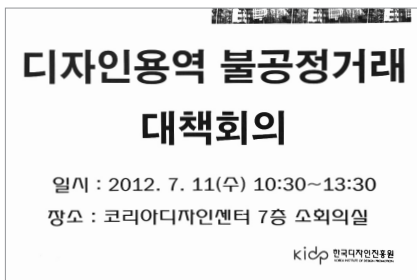 디자인용역 불공정거래
대책회의
일시 : 2012. 7. 11(수) 10:30~13:30
장소 : 코리아디자인센터 7층 소회의실
kidp 한국디자인진흥원